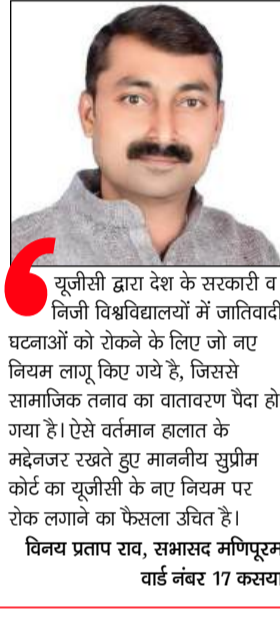 यूजीसी द्वारा देश के सरकारी व
निजी विश्वविद्यालयों में जातिवादी
घटनाओं को रोकने के लिए जो नए
नियम लागू किए गये है, जिससे
सामाजिक तनाव का वातावरण पैदा हो
गया है। ऐसे वर्तमान हालात के
मद्देनजर रखते हुए माननीय सुप्रीम
कोर्ट का यूजीसी के नए नियम पर
रोक लगाने का फैसला उचित है।
विनय प्रताप राव, सभासद मणिपूरम
वार्ड नंबर 17 कसया